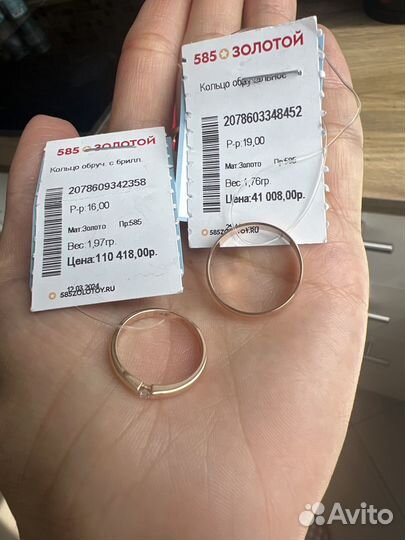 585 ЗОЛОТОЙ
Кольцо обруч. с брилл.
2078609342358
Р-р:16,00
Мат:Золото Пр:585
Вес:1,97гр.
Цена:110 418,00р.
12.03.2024
585ZOLOTOY.RU
585 ЗОЛОТОЙ
Кольцо обручальное
2078603348452
Р-р:19,00
Мат:Золото Пр:585
Вес:1,76гр.
Цена:41 008,00р.
Avito